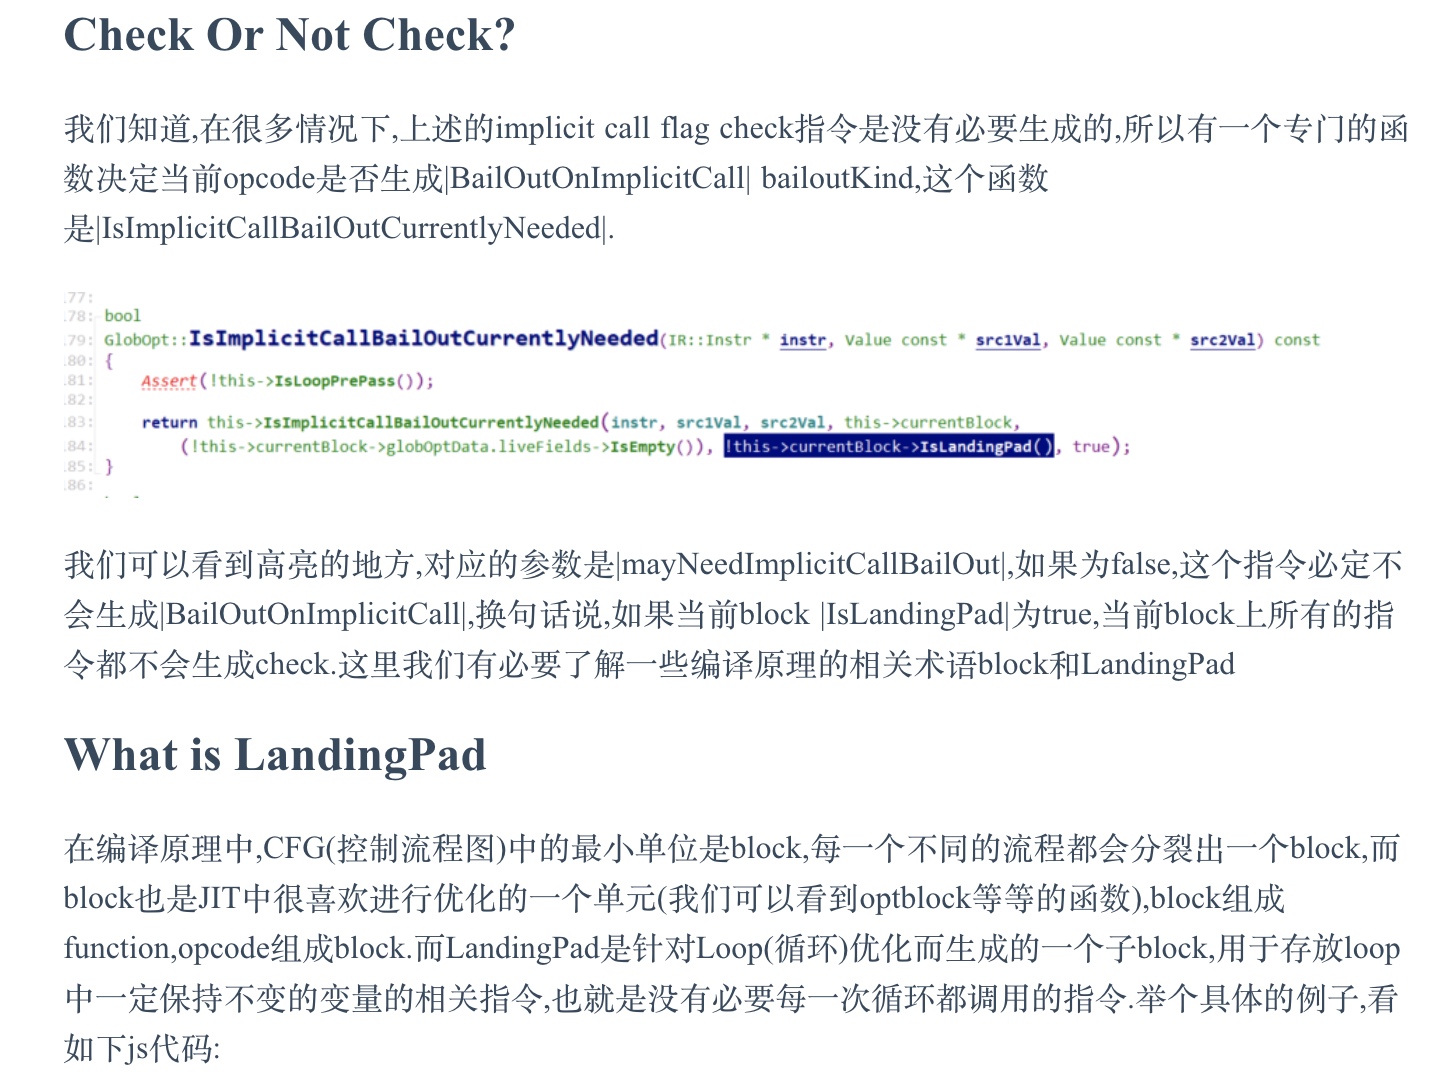 Check Or Not Check?
我们知道,在很多情况下,上述的implicit call flag check指令是没有必要生成的,所以有一个专门的函
数决定当前opcode是否生成|BailOutOnImplicitCall| bailoutKind,这个函数
是|IsImplicitCallBailOutCurrentlyNeeded|.
177:
178: bool
179: GlobOpt::IsImplicitCallBailOutCurrentlyNeeded(IR::Instr * instr, Value const * src1Val, Value const * src2Val) const
180: {
181: Assert(!this->IsLoopPrePass());
182:
183: return this->IsImplicitCallBailOutCurrentlyNeeded(instr, src1Val, src2Val, this->currentBlock,
184: (!this->currentBlock->globOptData.liveFields->IsEmpty()), !this->currentBlock->IsLandingPad(), true);
185: }
186:
我们可以看到高亮的地方,对应的参数是|mayNeedImplicitCallBailOut|,如果为false,这个指令必定不
会生成|BailOutOnImplicitCall|,换句话说,如果当前block |IsLandingPad|为true,当前block上所有的指
令都不会生成check.这里我们有必要了解一些编译原理的相关术语block和LandingPad
What is LandingPad
在编译原理中,CFG(控制流程图)中的最小单位是block,每一个不同的流程都会分裂出一个block,而
block也是JIT中很喜欢进行优化的一个单元(我们可以看到optblock等等的函数),block组成
function,opcode组成block.而LandingPad是针对Loop(循环)优化而生成的一个子block,用于存放loop
中一定保持不变的变量的相关指令,也就是没有必要每一次循环都调用的指令.举个具体的例子,看
如下js代码: